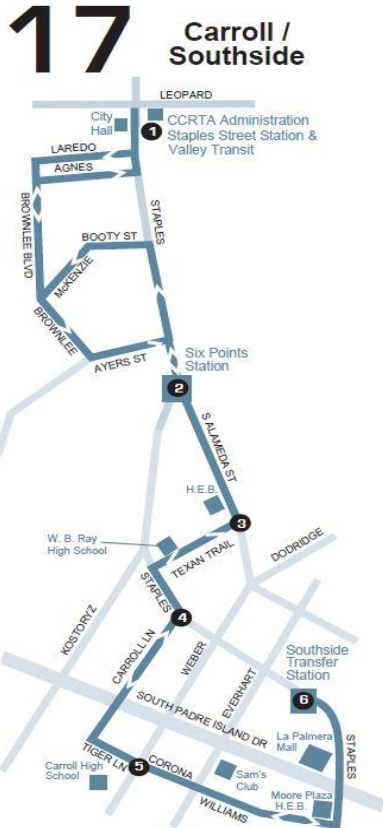 17
Carroll /
Southside
LEOPARD
City
Hall
1
CCRTA Administration
Staples Street Station &
Valley Transit
LAREDO
AGNES
BROWNLEE BLVD
STAPLES
BOOTY ST
McKENZIE
BROWNLEE
AYERS ST
Six Points
Station
2
S ALAMEDA ST
H.E.B.
3
W. B. Ray
High School
TEXAN TRAIL
DODRIDGE
STAPLES
4
KOSTORYZ
CARROLL LN
WEBER
EVERHART
Southside
Transfer
Station
6
SOUTH PADRE ISLAND DR
La Palmera
Mall
STAPLES
TIGER LN
5
CORONA
Carroll High
School
Sam's
Club
Moore Plaza
H.E.B.
WILLIAMS